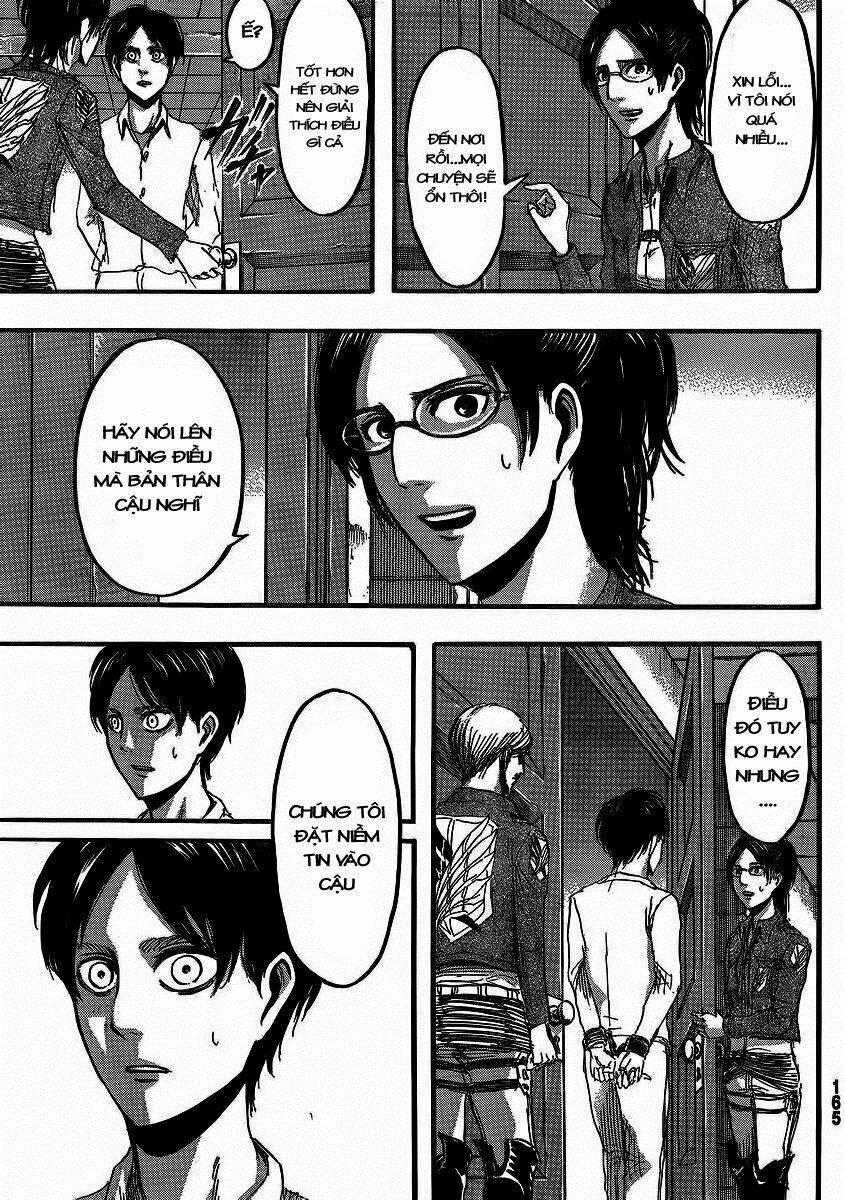 XIN LỖI...
VÌ TÔI NÓI
QUÁ
NHIỀU...
ĐẾN NƠI
RỒI...MỌI
CHUYỆN SẼ
ỔN THÔI!
TỐT HƠN
HẾT ĐỪNG
NÊN GIẢI
THÍCH ĐIỀU
GÌ CẢ
Ế?
HÃY NÓI LÊN
NHỮNG ĐIỀU
MÀ BẢN THÂN
CẬU NGHĨ
ĐIỀU
ĐÓ TUY
KO HAY
NHƯNG
....
CHÚNG TÔI
ĐẶT NIỀM
TIN VÀO
CẬU
165